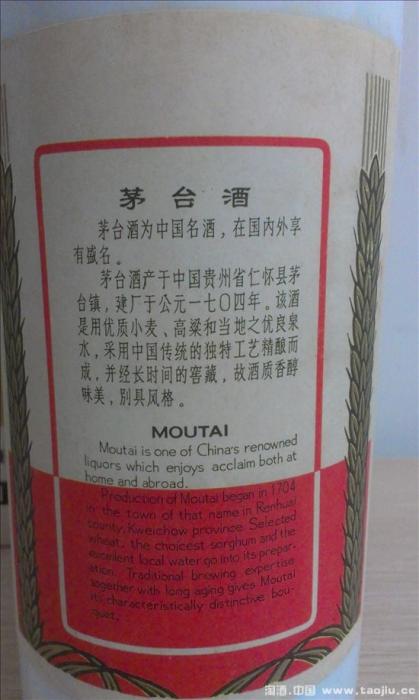 茅台酒
茅台酒为中国名酒，在国内外享
有盛名。
茅台酒产于中国贵州省仁怀县茅
台镇，建厂于公元一七〇四年。该酒
是用优质小麦、高粱和当地之优良泉
水，采用中国传统的独特工艺精酿而
成，并经长时间的窖藏，故酒质香醇
味美，别具风格。
MOUTAI
Moutai is one of China's renowned
liquors which enjoys acclaim both at
home and abroad.
Production of Moutai began in 1704
in the town of that name in Renhuai
county, Kweichow province. Selected
wheat, the choicest sorghum and the
excellent local water go into its prepar-
ation. Traditional brewing expertise
together with long aging gives Moutai
its characteristically distinctive bou-
quet.
淘酒.中国 www.taojiu.com